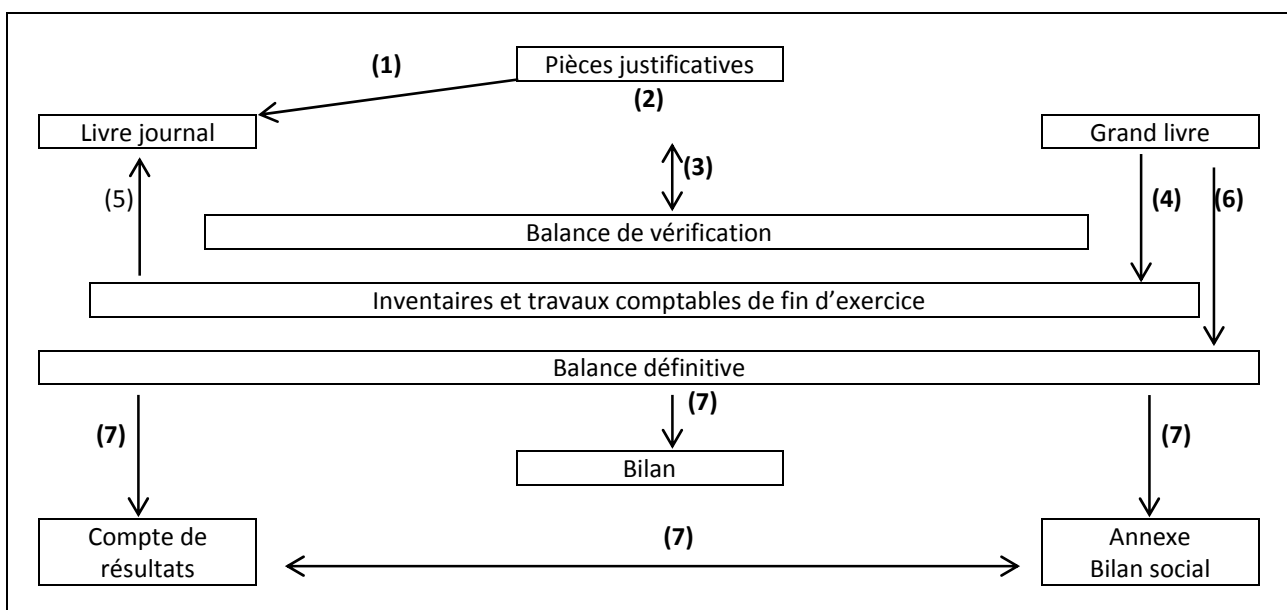 (1)
Pièces justificatives
(2)
Livre journal
Grand livre
(3)
(5)
(4)
(6)
Balance de vérification
Inventaires et travaux comptables de fin d’exercice
Balance définitive
(7)
(7)
(7)
Bilan
Compte de
résultats
(7)
Annexe
Bilan social